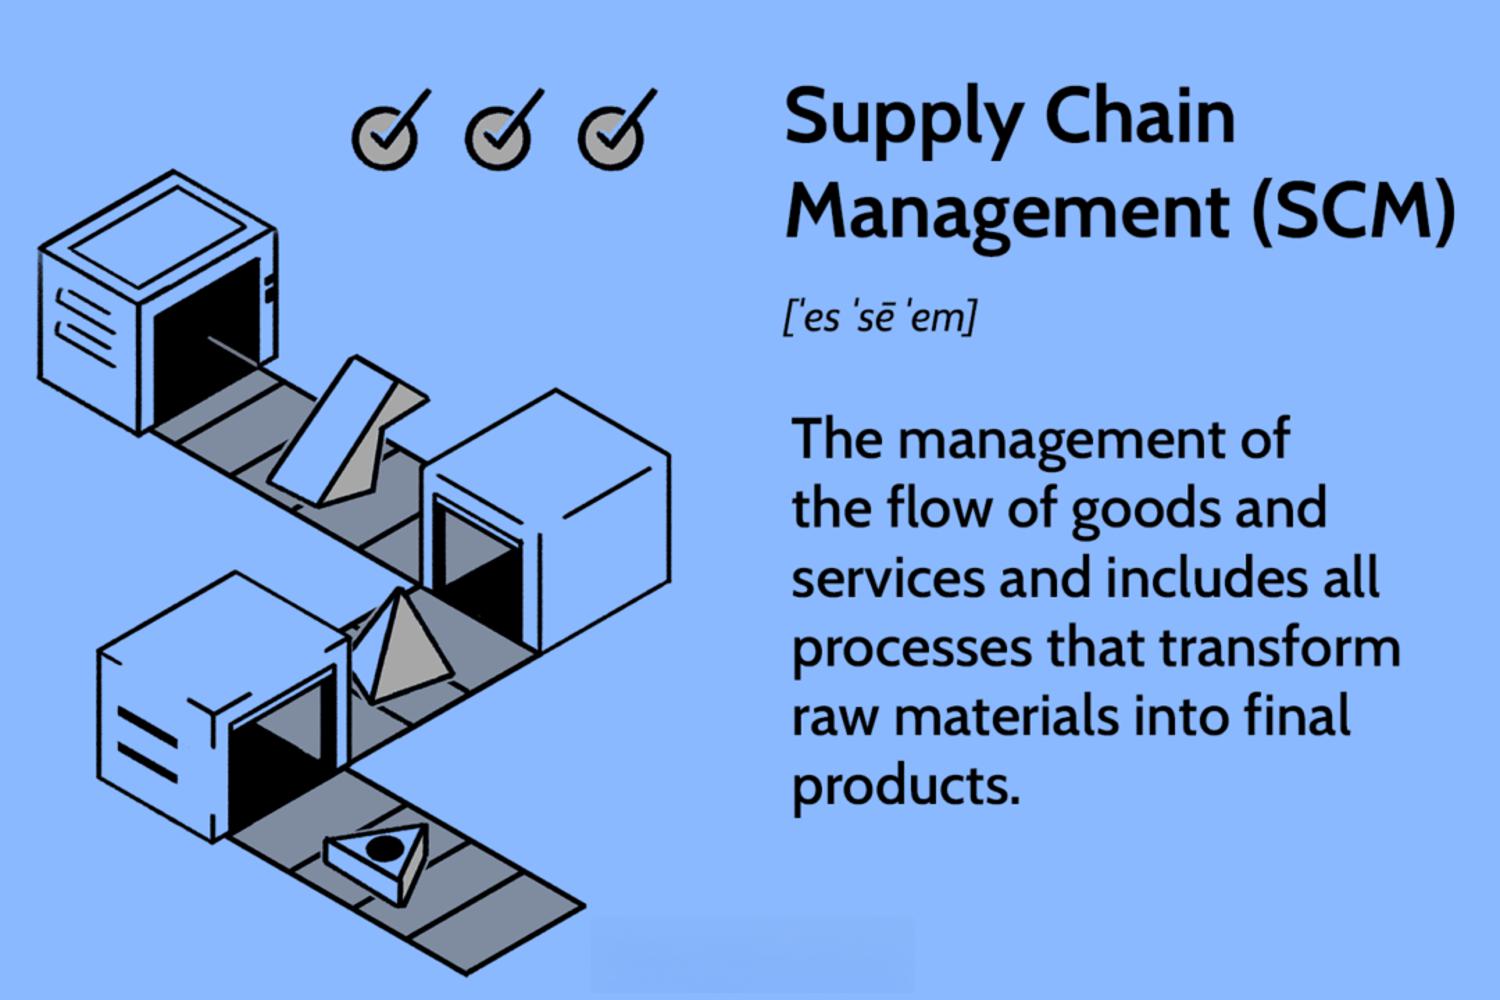 Supply Chain
Management (SCM)
[ˈes ˈsē ˈem]
The management of
the flow of goods and
services and includes all
processes that transform
raw materials into final
products.